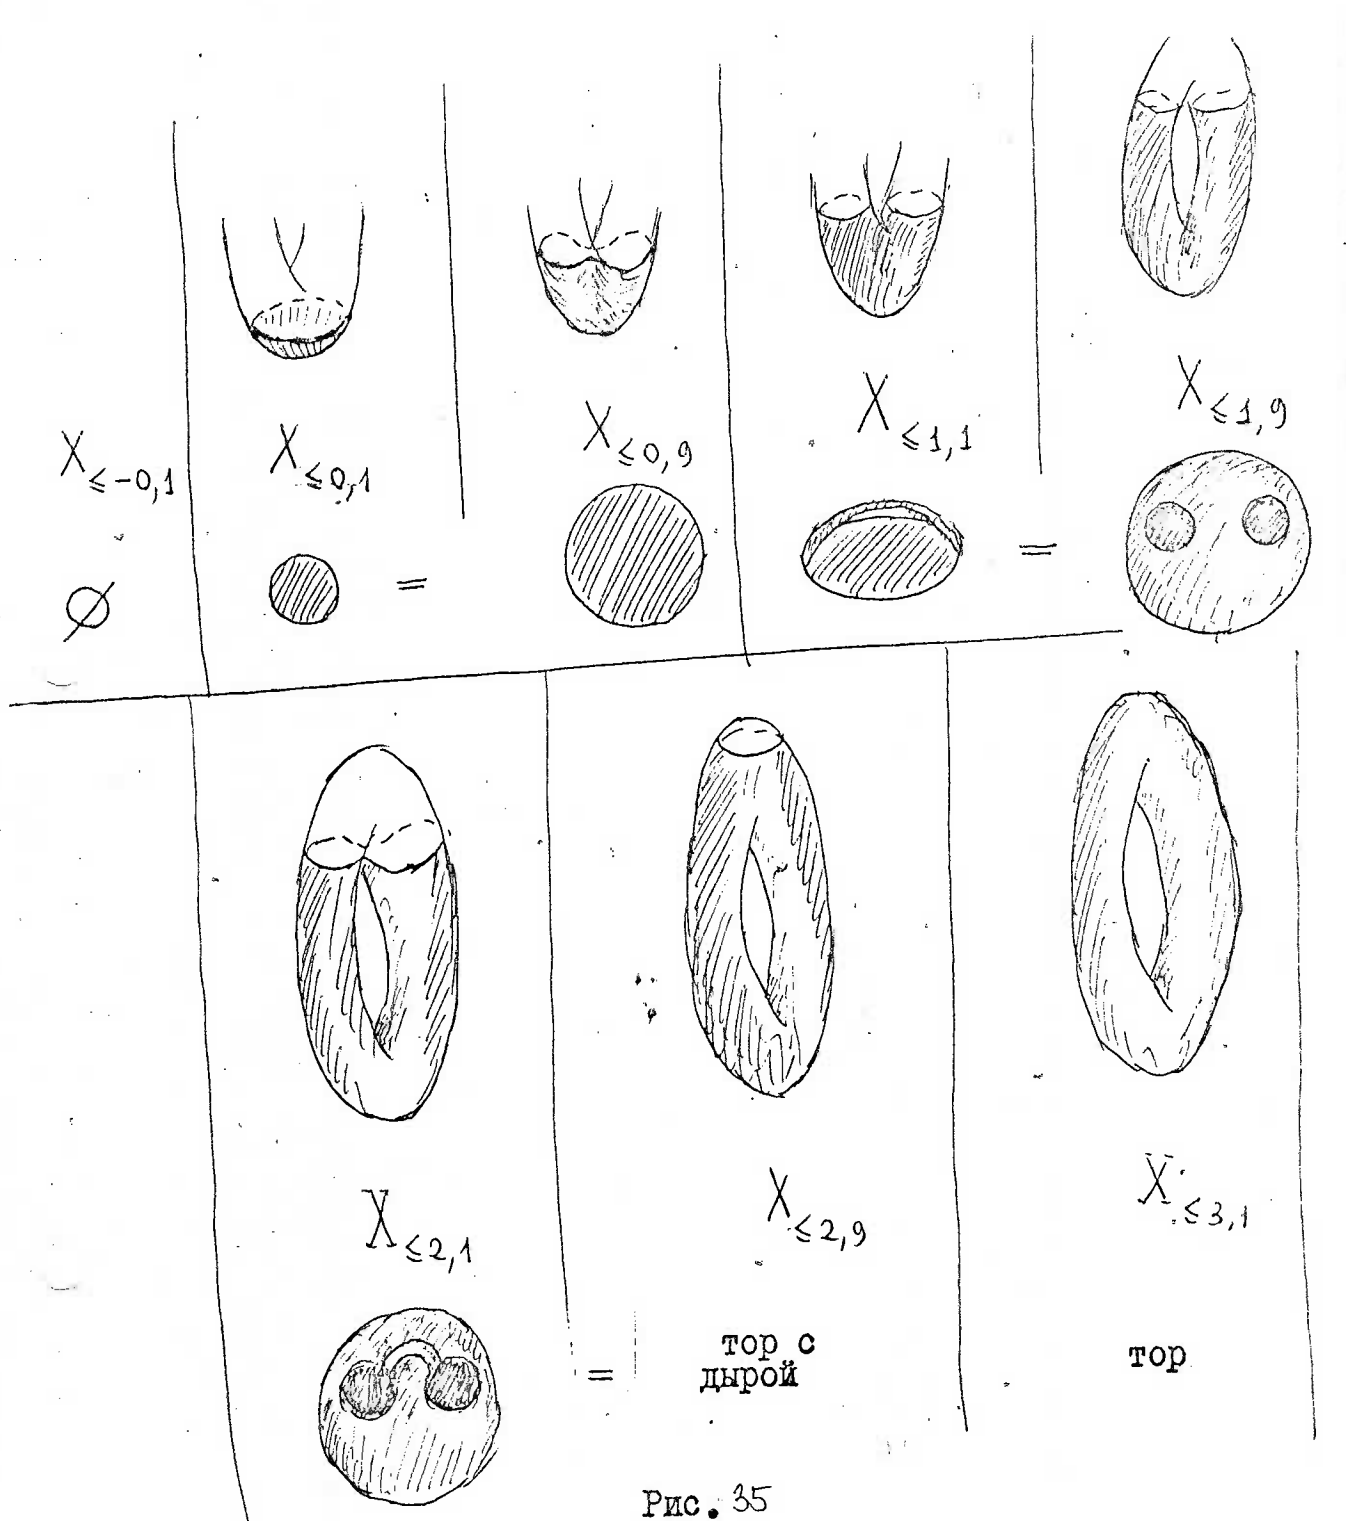 X≤-0,1
X≤0,1
X≤0,9
X≤1,1
X≤1,9
∅
=
=
X≤2,1
X≤2,9
X≤3,1
=
тор с
дырой
тор
Рис. 35